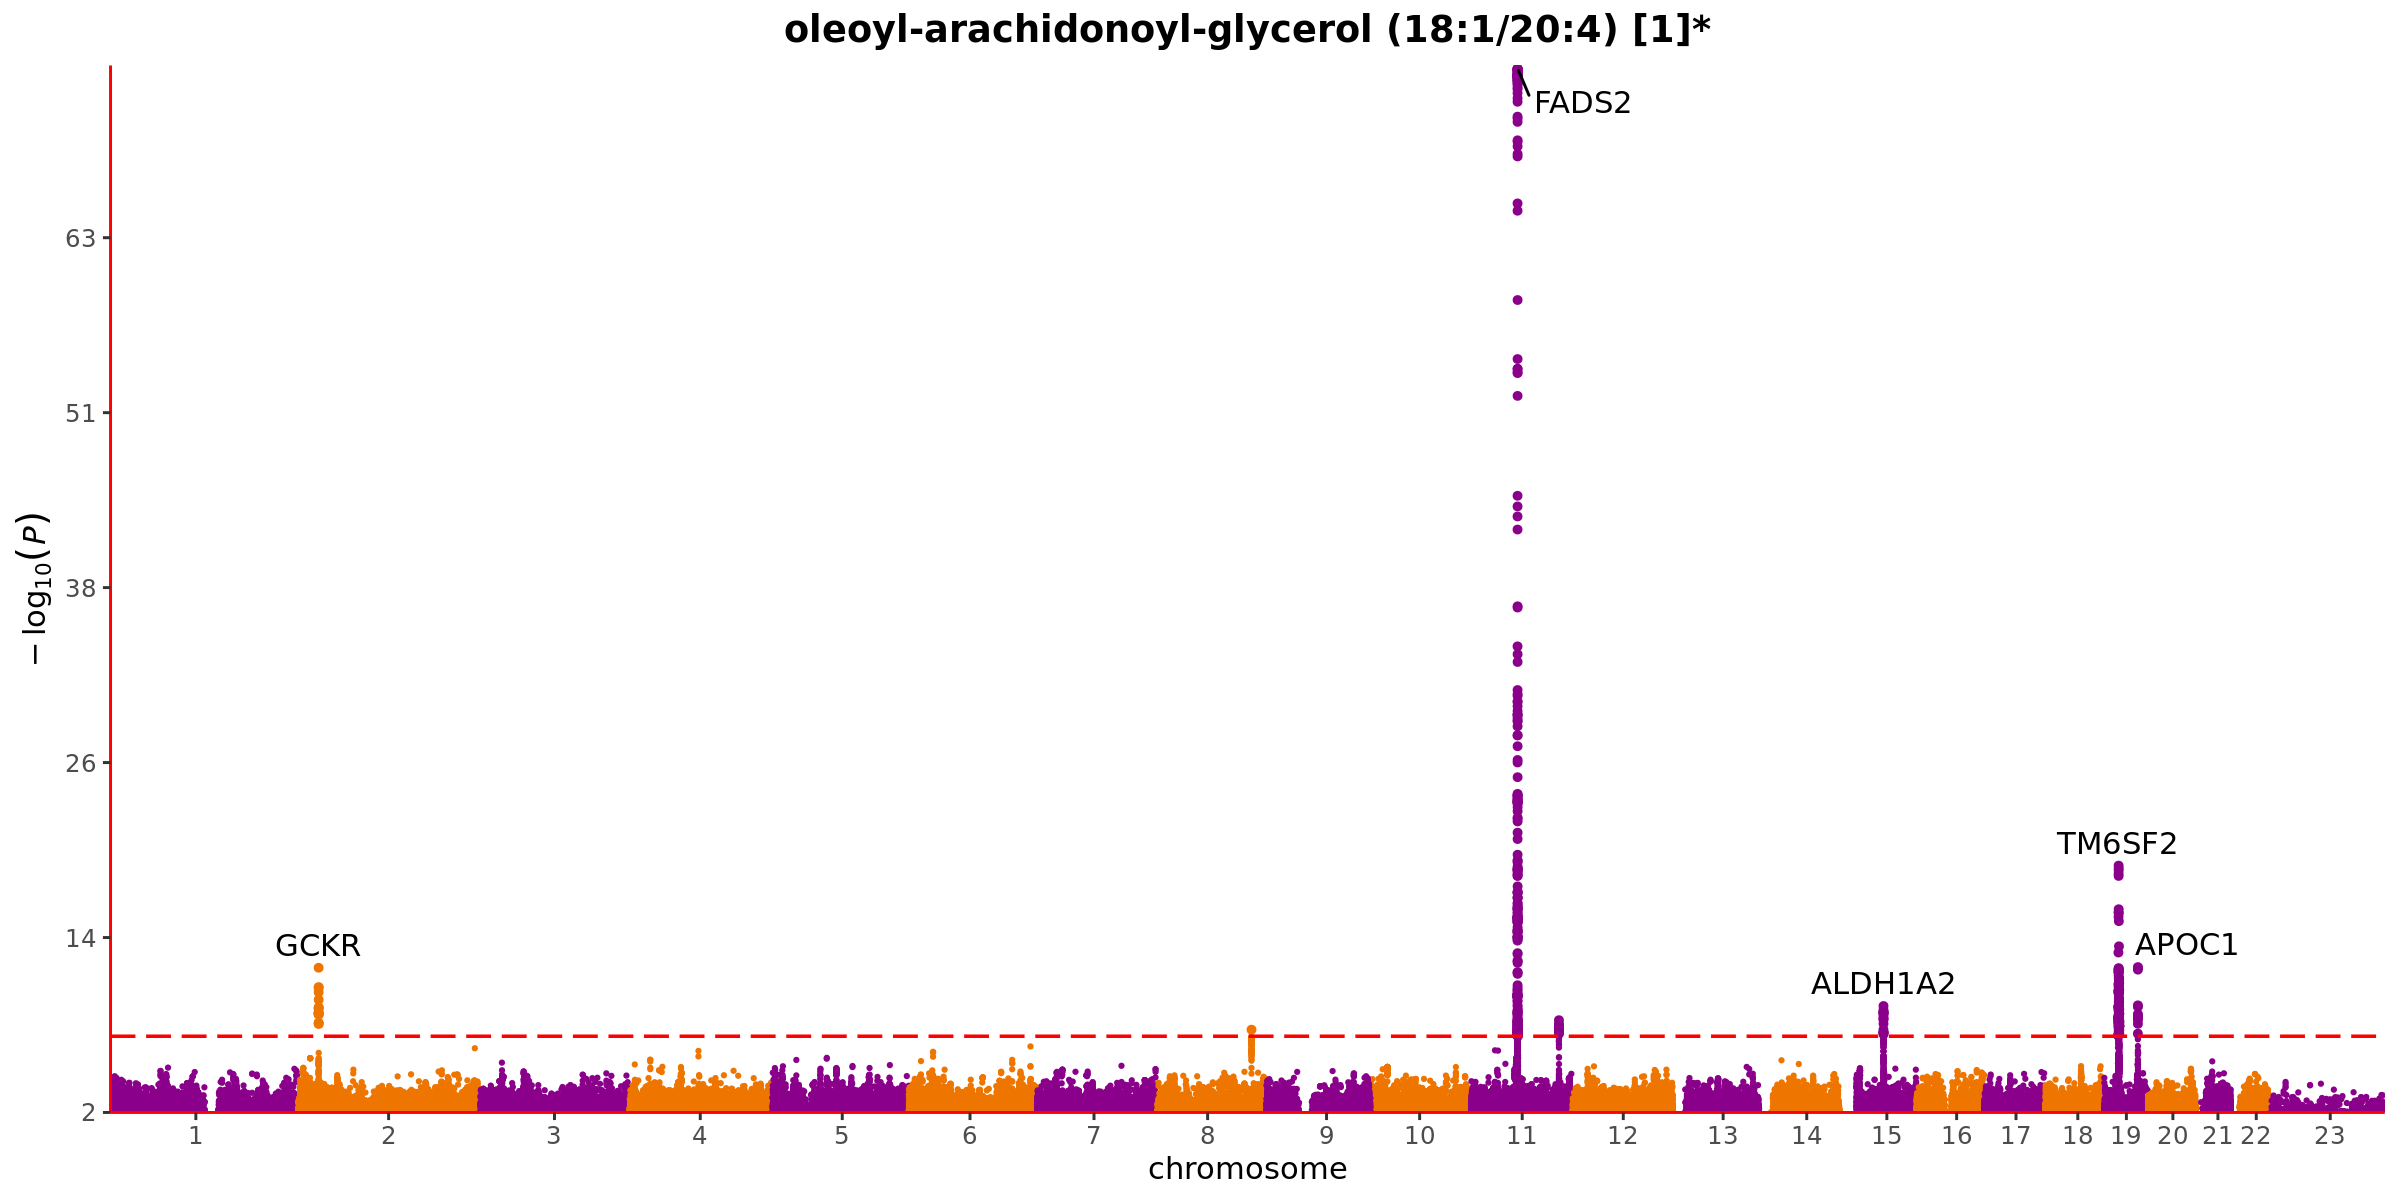 oleoyl-arachidonoyl-glycerol (18:1/20:4) [1]*
FADS2
63
51
− log10(P)
38
26
TM6SF2
14
GCKR
APOC1
ALDH1A2
2
1 2 3 4 5 6 7 8 9 10 11 12 13 14 15 16 17 18 19 20 21 22 23
chromosome